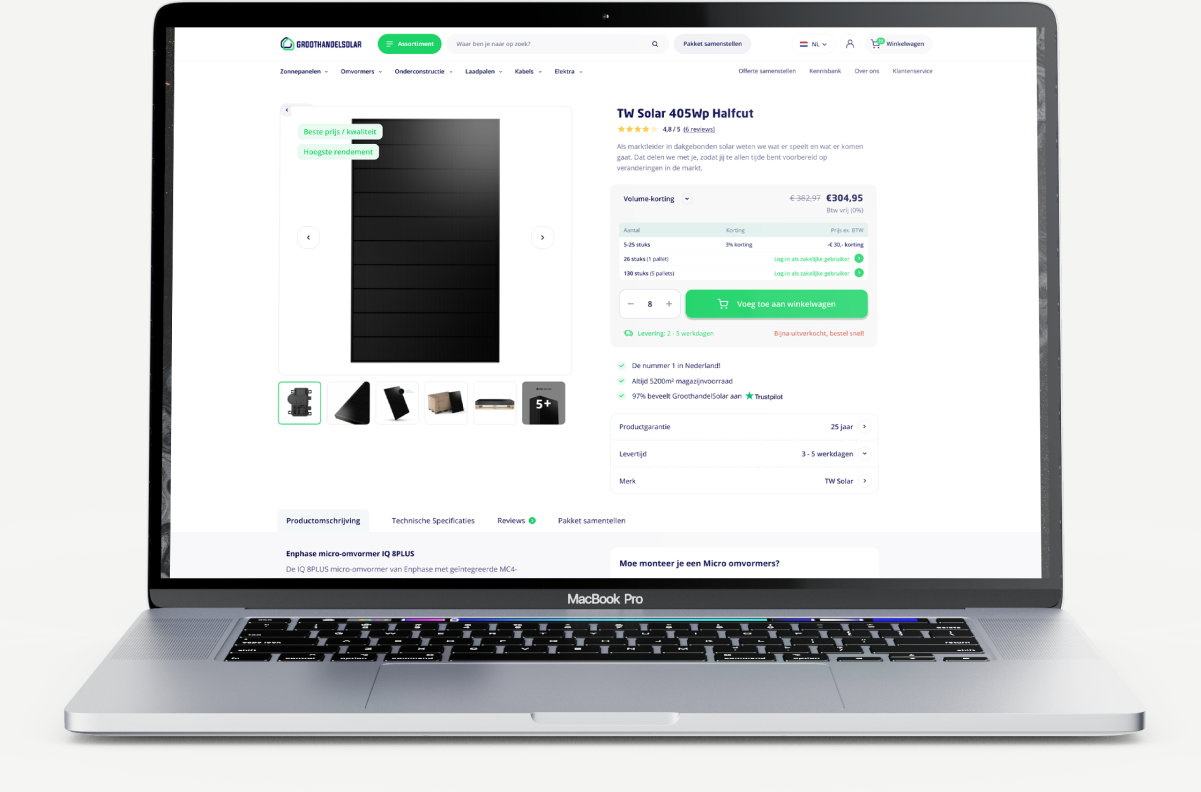 GROOTHANDELSOLAR
Assortiment
Waar ben je naar op zoek?
Pakket samenstellen
NL
Winkelwagen
Zonnepanelen
Omvormers
Onderconstructie
Laadpalen
Kabels
Elektra
Offerte samenstellen
Kennisbank
Over ons
Klantenservice
Beste prijs / kwaliteit
Hoogste rendement
5+
TW Solar 405Wp Halfcut
4,8 / 5 (6 reviews)
Als marktleider in dakgebonden solar weten we wat er speelt en wat er komen
gaat. Dat delen we met je, zodat jij te allen tijde bent voorbereid op
veranderingen in de markt.
Volume-korting
€ 382,97 €304,95
Btw vrij (0%)
Aantal Korting Prijs ex. BTW
5-25 stuks 3% korting -€ 30,- korting
26 stuks (1 pallet) Log-in als zakelijke gebruiker
130 stuks (5 pallets) Log-in als zakelijke gebruiker
− 8 +
Voeg toe aan winkelwagen
Levering: 2 - 5 werkdagen
Bijna uitverkocht, bestel snel!
De nummer 1 in Nederland!
Altijd 5200m² magazijnvoorraad
97% beveelt GroothandelSolar aan Trustpilot
Productgarantie 25 jaar
Levertijd 3 - 5 werkdagen
Merk TW Solar
Productomschrijving
Technische Specificaties
Reviews
Pakket samentellen
Enphase micro-omvormer IQ 8PLUS
De IQ 8PLUS micro-omvormer van Enphase met geïntegreerde MC4-
Moe monteer je een Micro omvormers?
MacBook Pro